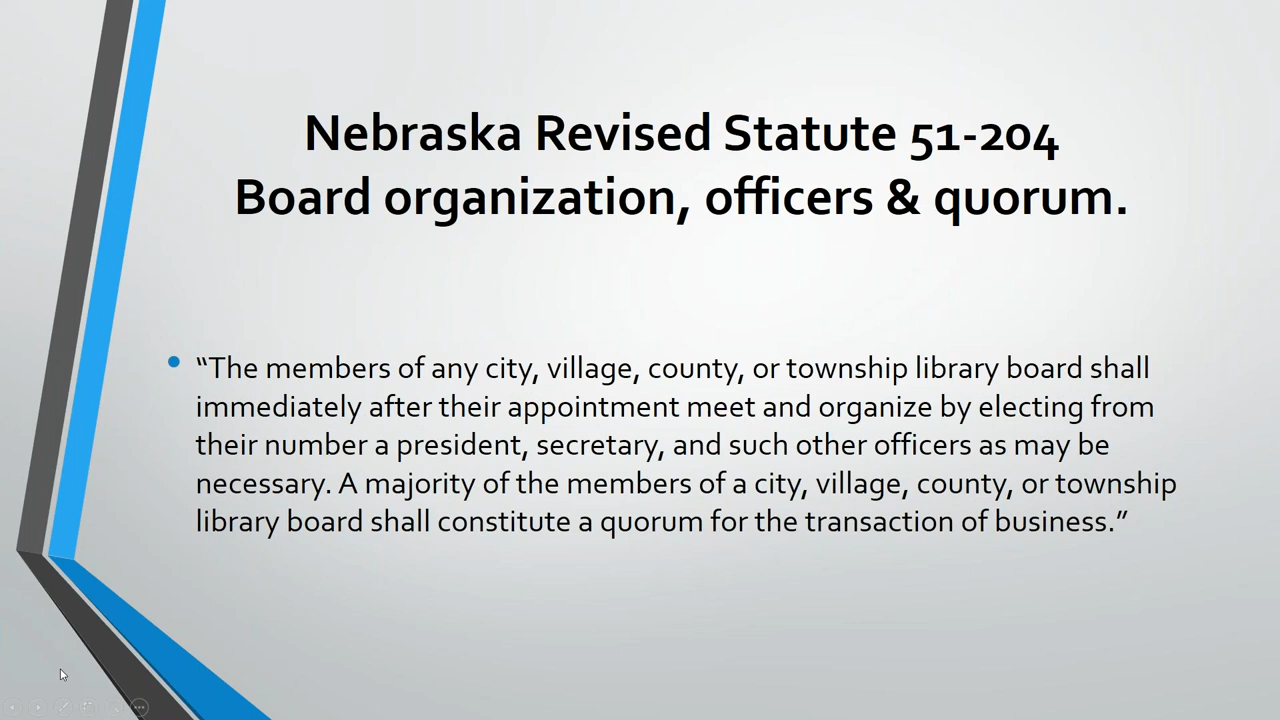 Nebraska Revised Statute 51-204
Board organization, officers & quorum.
• “The members of any city, village, county, or township library board shall
immediately after their appointment meet and organize by electing from
their number a president, secretary, and such other officers as may be
necessary. A majority of the members of a city, village, county, or township
library board shall constitute a quorum for the transaction of business.”